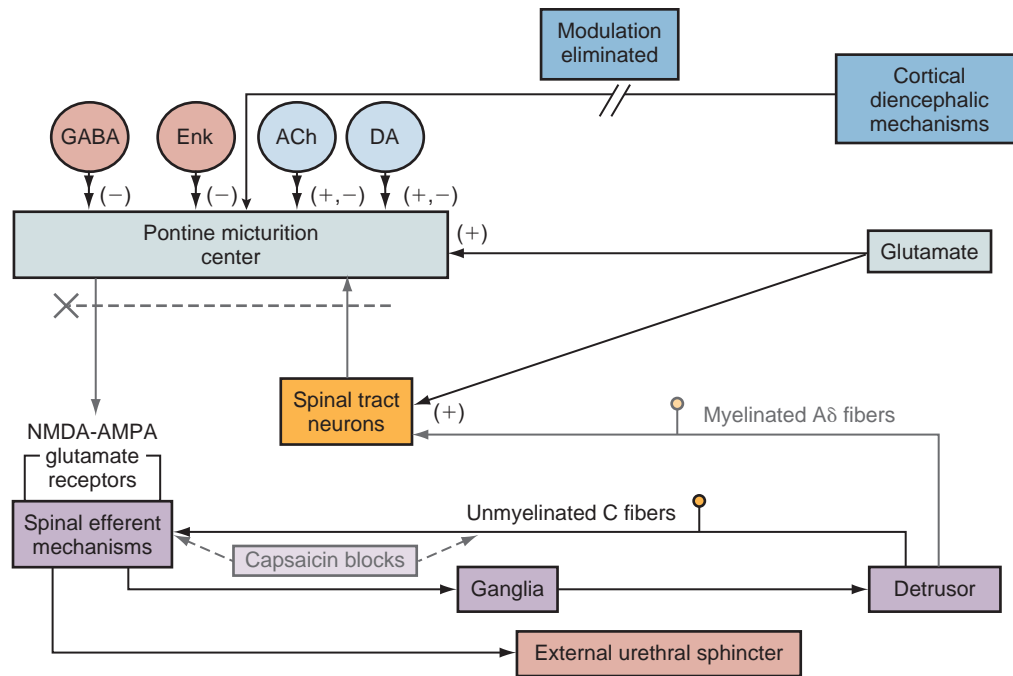 Modulation
eliminated
Cortical
diencephalic
mechanisms
GABA
Enk
ACh
DA
(−)
(−)
(+,−)
(+,−)
Pontine micturition
center
(+)
Glutamate
Spinal tract
neurons
(+)
Myelinated Aδ fibers
NMDA-AMPA
glutamate
receptors
Unmyelinated C fibers
Spinal efferent
mechanisms
Capsaicin blocks
Ganglia
Detrusor
External urethral sphincter